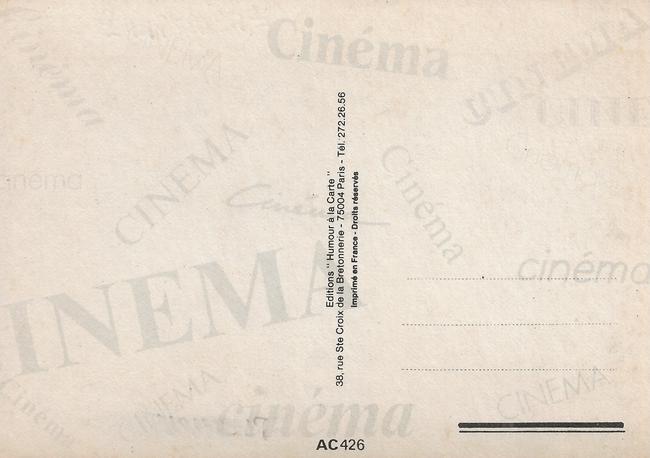 Cinéma
CINEMA
Cinéma
CINEMA
Cinéma
Cinéma
cinéma
INEMA
Cinéma
CINEMA
cinéma
CINEMA
Editions " Humour à la Carte "
38, rue Ste Croix de la Bretonnerie - 75004 Paris - Tél. 272.26.56
Imprimé en France - Droits réservés
AC426